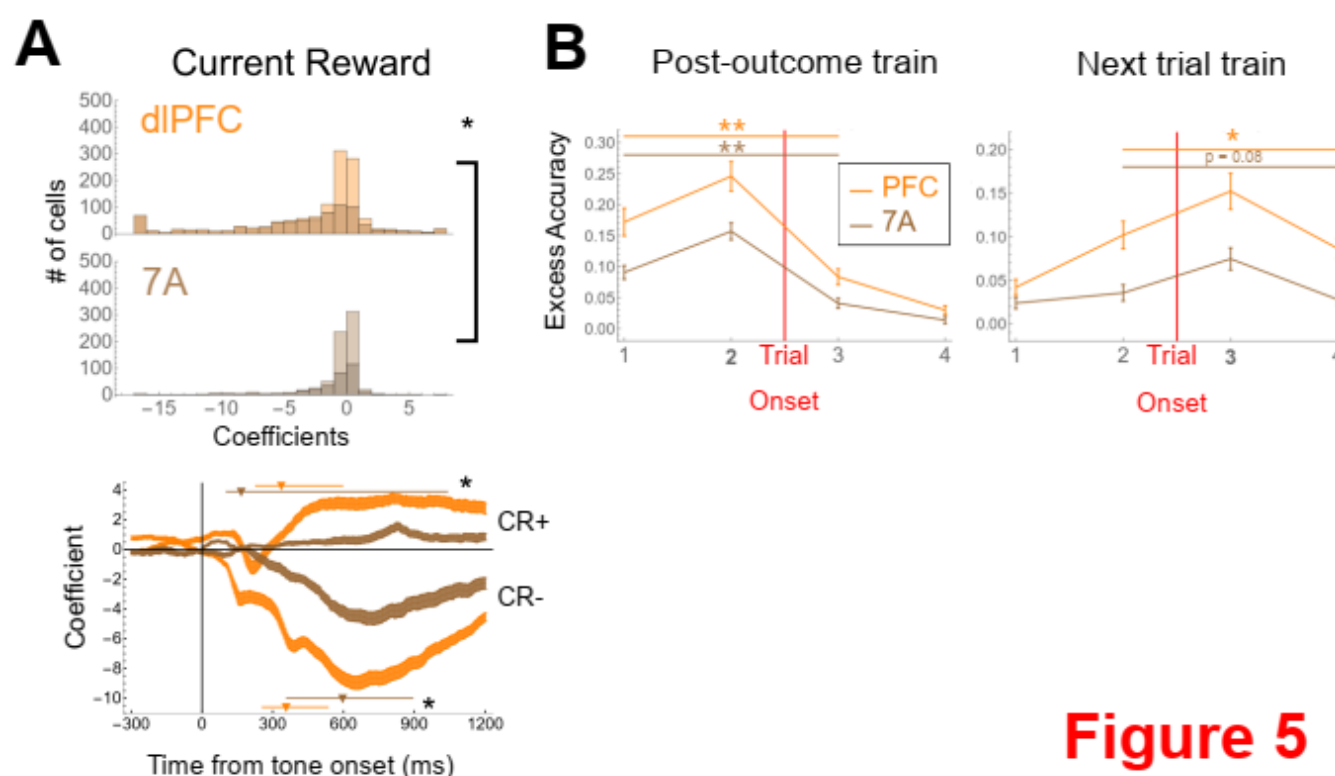 A
Current Reward
dlPFC
*
500
400
300
200
100
0
7A
500
400
300
200
100
0
# of cells
−15 −10 −5 0 5
Coefficients
4
2
0
−2
−4
−6
−8
−10
Coefficient
*
CR+
CR-
*
−300 0 300 600 900 1200
Time from tone onset (ms)
B
Post-outcome train
**
**
0.30
0.25
0.20
0.15
0.10
0.05
0.00
Excess Accuracy
PFC
7A
1 2 Trial 3 4
Onset
Next trial train
*
p = 0.08
0.20
0.15
0.10
0.05
0.00
1 2 Trial 3 4
Onset
Figure 5